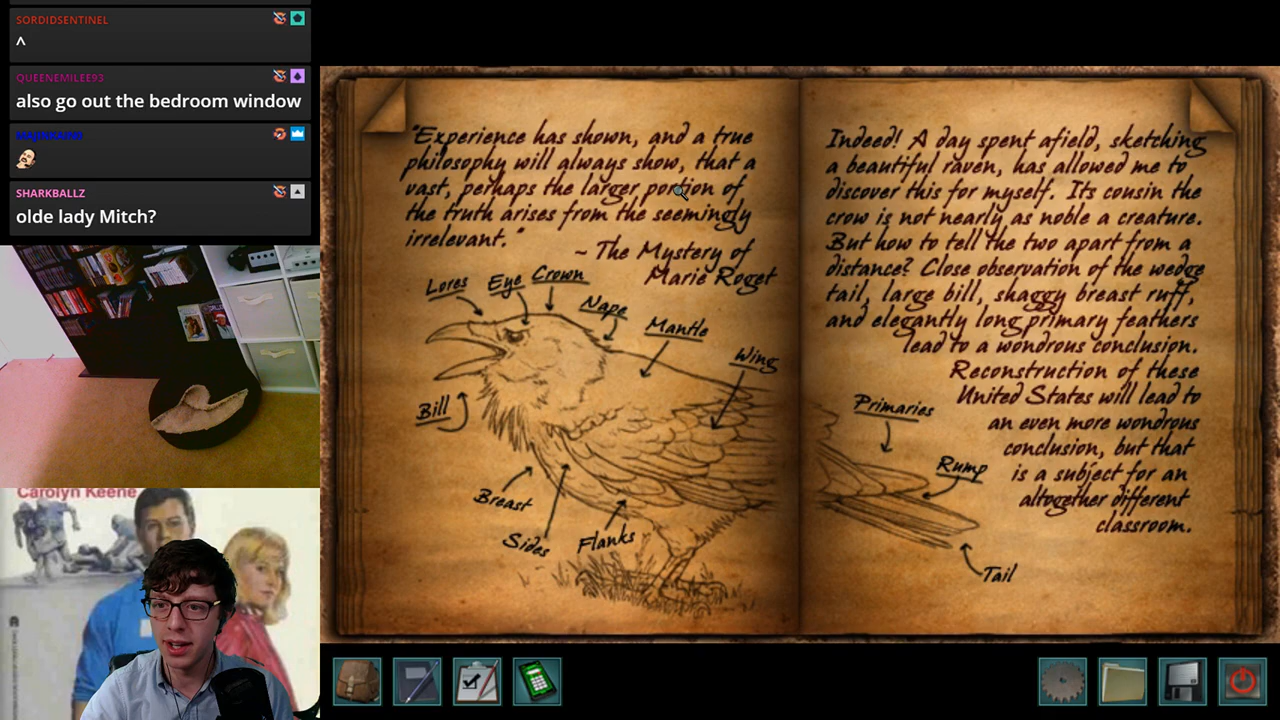 SORDIDSENTINEL
^
QUEENEMILEE93
also go out the bedroom window
SHARKBALLZ
olde lady Mitch?
Carolyn Keene
"Experience has shown, and a true
philosophy will always show, that a
vast, perhaps the larger portion of
the truth arises from the seemingly
irrelevant."
~ The Mystery of
Marie Roget
Lores
Eye
Crown
Nape
Mantle
Wing
Bill
Breast
Sides
Flanks
Indeed! A day spent afield, sketching
a beautiful raven, has allowed me to
discover this for myself. Its cousin the
crow is not nearly as noble a creature.
But how to tell the two apart from a
distance? Close observation of the wedge
tail, large bill, shaggy breast ruff,
and elegantly long primary feathers
lead to a wondrous conclusion.
Reconstruction of these
United States will lead to
an even more wondrous
conclusion, but that
is a subject for an
altogether different
classroom.
Primaries
Rump
Tail